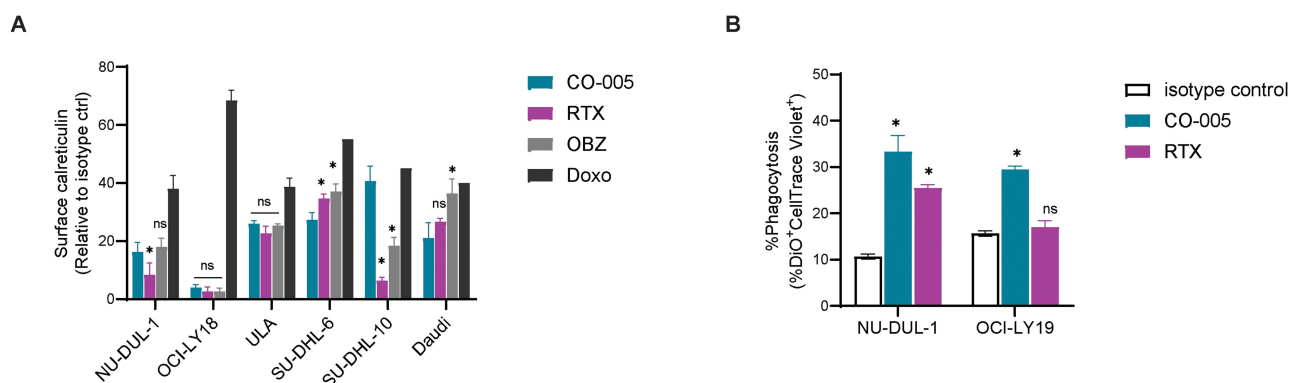 A
Surface calreticulin
(Relative to isotype ctrl)
80
60
40
20
0
*
ns
ns
ns
*
*
*
*
ns
*
NU-DUL-1
OCI-LY18
ULA
SU-DHL-6
SU-DHL-10
Daudi
CO-005
RTX
OBZ
Doxo
B
%Phagocytosis
(%DiO⁺CellTrace Violet⁺)
50
40
30
20
10
0
*
*
*
ns
NU-DUL-1
OCI-LY19
isotype control
CO-005
RTX